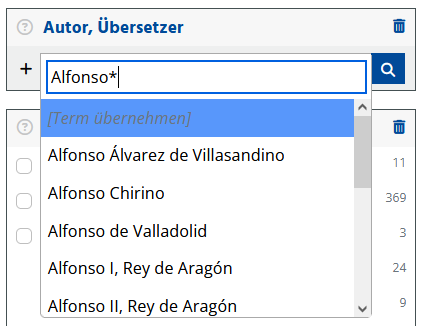 ? Autor, Übersetzer
+ Alfonso*
?
[Term übernehmen]
Alfonso Álvarez de Villasandino 11
Alfonso Chirino 369
Alfonso de Valladolid 3
Alfonso I, Rey de Aragón 24
Alfonso II, Rey de Aragón 9